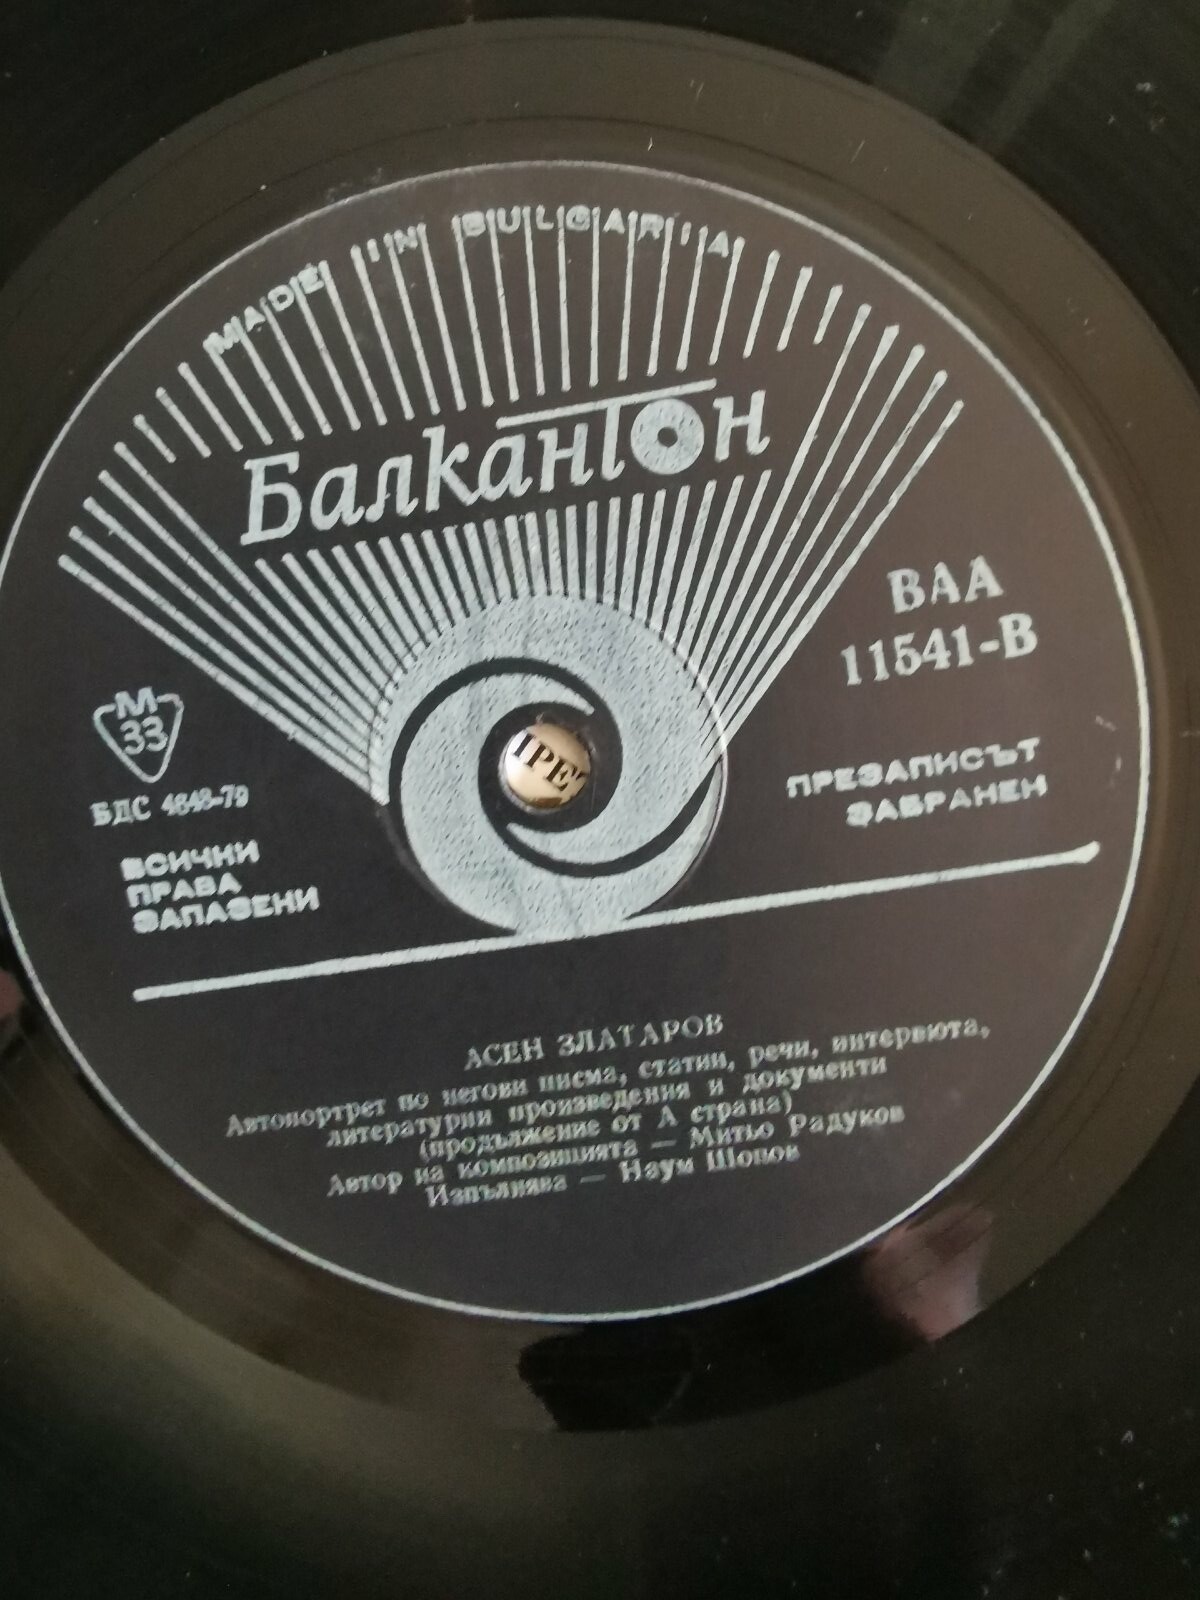 MADE IN BULGARIA
Балкантон
ВАА
11541-В
М
33
БДС 4848-79
ВСИЧКИ
ПРАВА
ЗАПАЗЕНИ
ПРЕЗАПИСЪТ
ЗАБРАНЕН
АСЕН ЗЛАТАРОВ
Автопортрет по негови писма, статии, речи, интервюта,
литературни произведения и документи
(продължение от А страна)
Автор на композицията — Митьо Радуков
Изпълнява — Наум Шопов